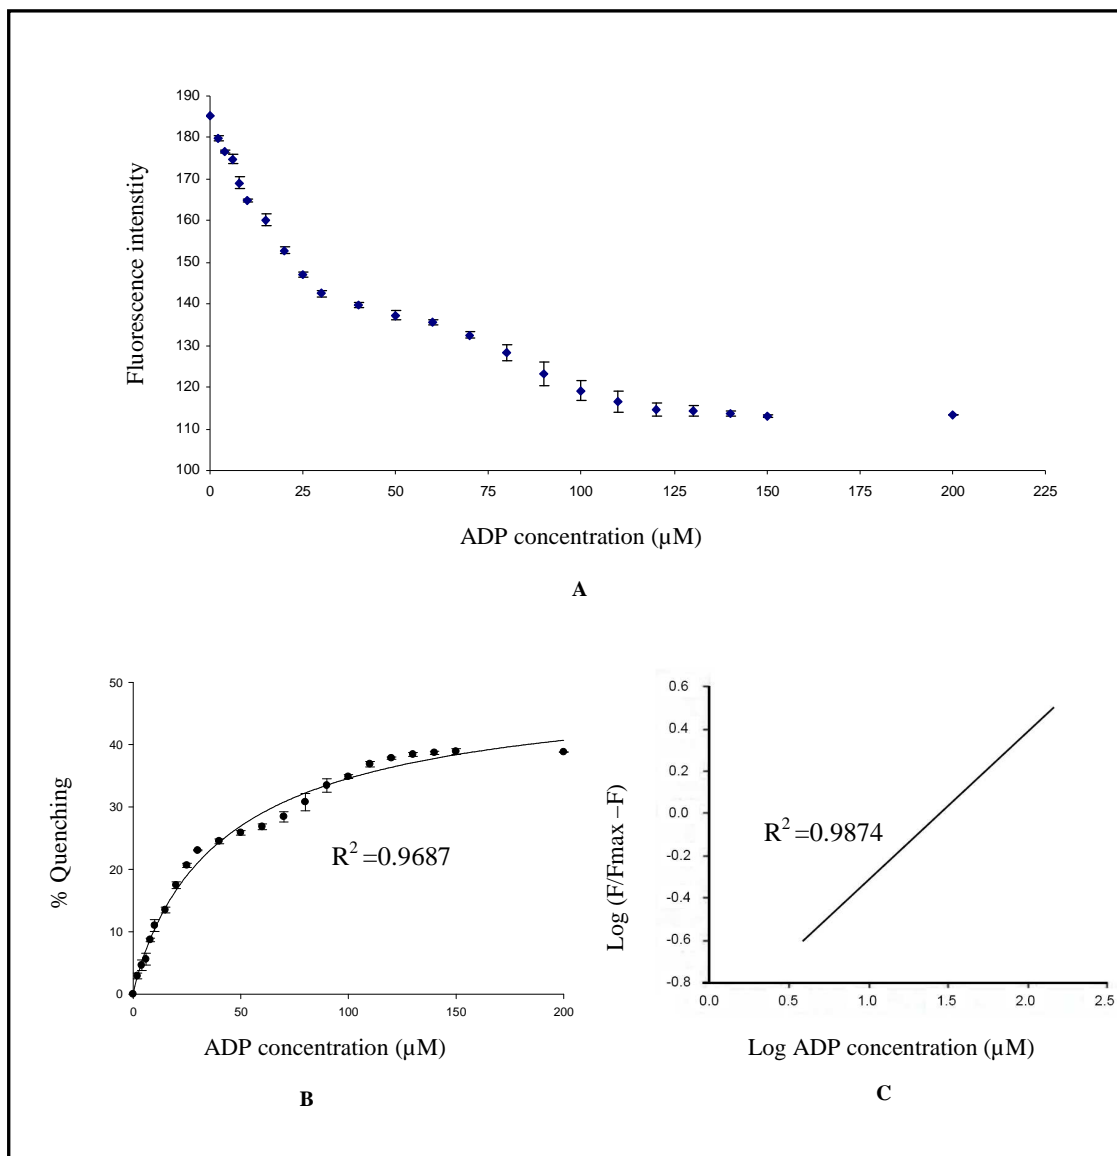 190
180
170
160
150
140
130
120
110
100
Fluorescence intenstity
0 25 50 75 100 125 150 175 200 225
ADP concentration (µM)
A
50
40
30
20
10
0
% Quenching
R2 =0.9687
0 50 100 150 200
ADP concentration (µM)
B
0.6
0.4
0.2
0.0
-0.2
-0.4
-0.6
-0.8
Log (F/Fmax –F)
R2 =0.9874
0.0 0.5 1.0 1.5 2.0 2.5
Log ADP concentration (µM)
C